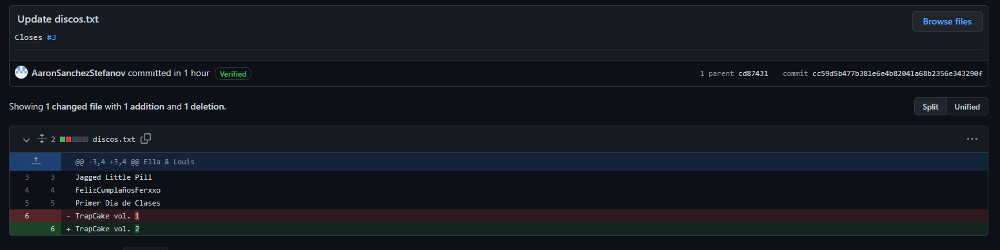 Update discos.txt
Browse files
Closes #3
AaronSanchezStefanov committed in 1 hour Verified
1 parent cd87431 commit cc59d5b477b381e6e4b82041a68b2356e343290f
Showing 1 changed file with 1 addition and 1 deletion.
Split Unified
2 discos.txt
@@ -3,4 +3,4 @@ Ella & Louis
3 3 Jagged Little Pill
4 4 FelizCumplañosFerxxo
5 5 Primer Dia de Clases
6 - TrapCake vol. 1
6 + TrapCake vol. 2